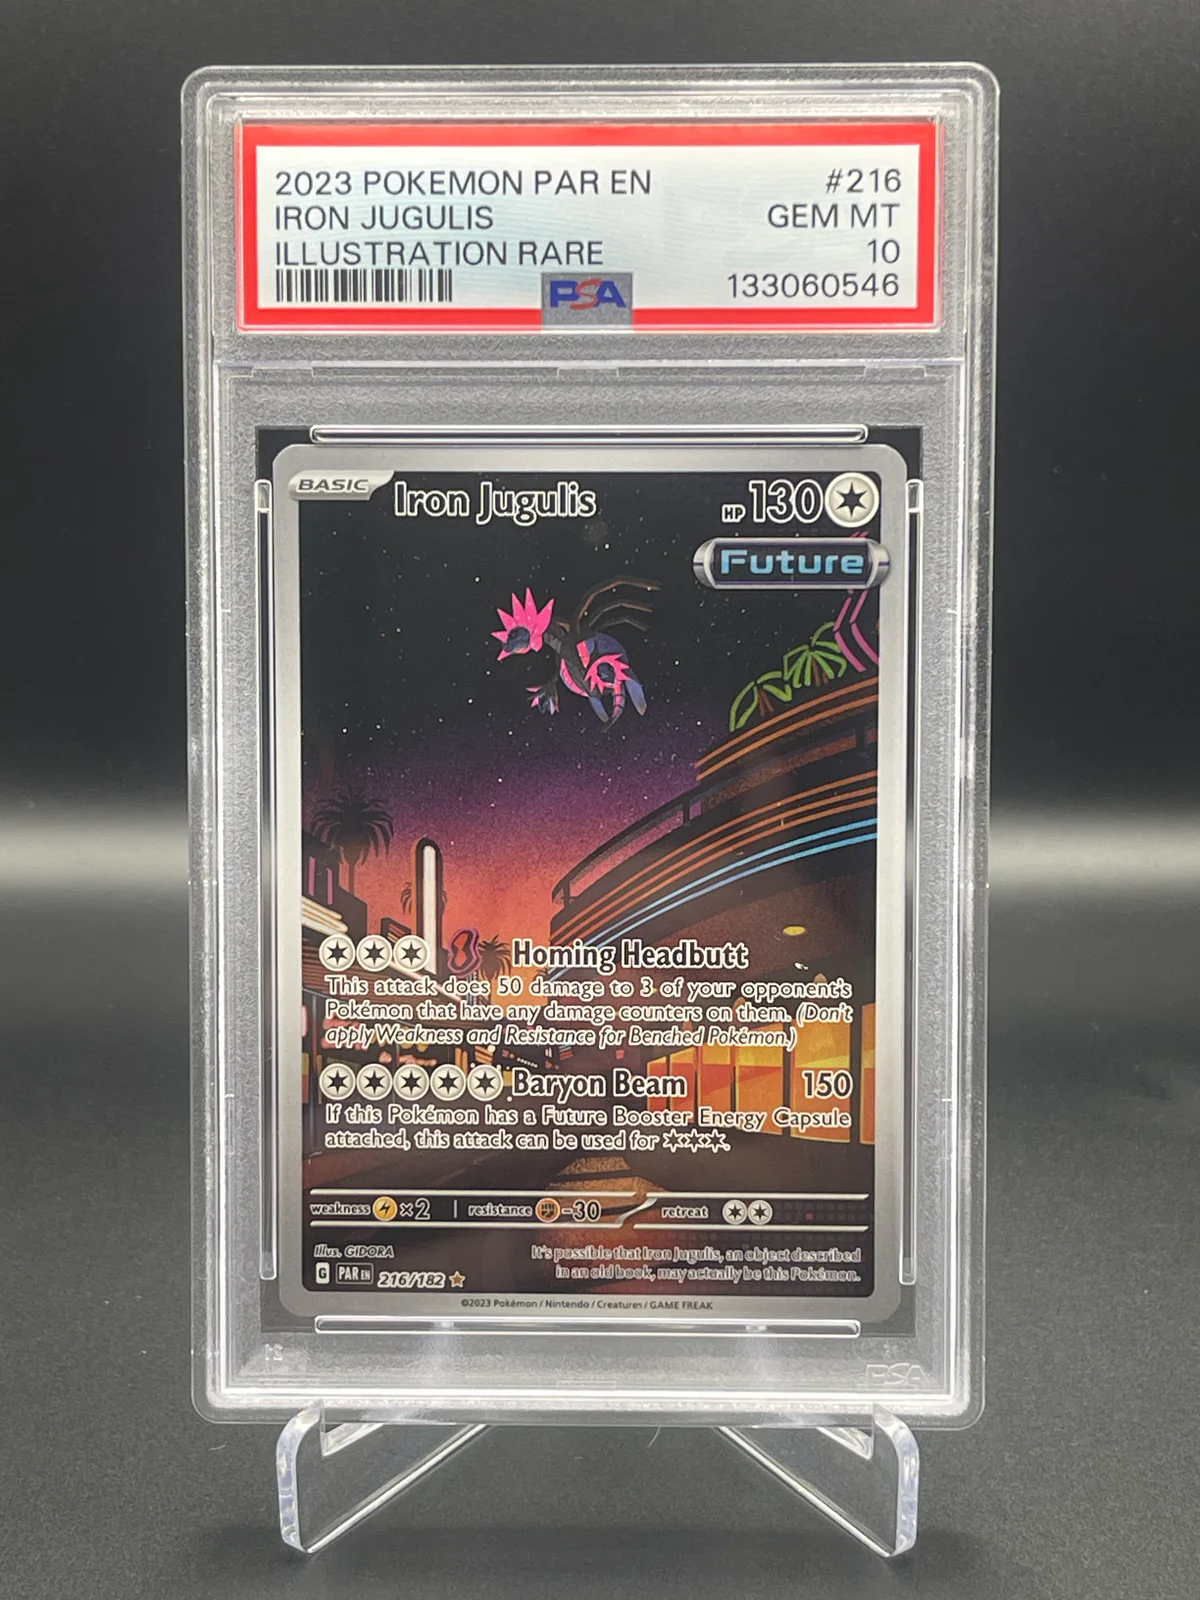 2023 POKEMON PAR EN #216
IRON JUGULIS GEM MT
ILLUSTRATION RARE 10
PSA 133060546
BASIC Iron Jugulis HP 130
Future
Homing Headbutt
This attack does 50 damage to 3 of your opponent's
Pokémon that have any damage counters on them. (Don't
apply Weakness and Resistance for Benched Pokémon.)
Baryon Beam 150
If this Pokémon has a Future Booster Energy Capsule
attached, this attack can be used for ✶✶✶.
weakness ×2 resistance -30 retreat
Illus. GIDORA
It's possible that Iron Jugulis, an object described
in an old book, may actually be this Pokémon.
G PAR EN 216/182
©2023 Pokémon / Nintendo / Creatures / GAME FREAK
PSA